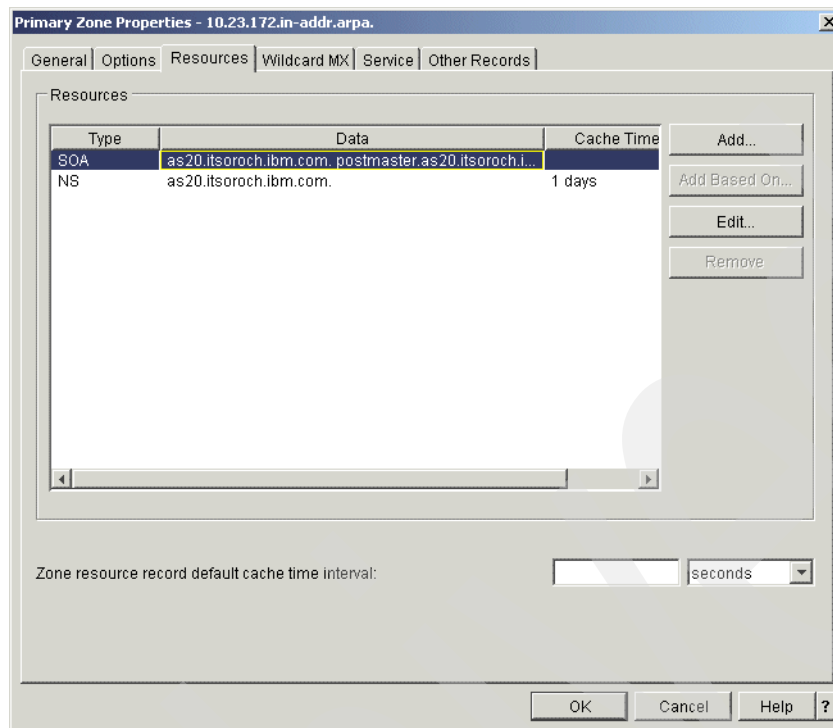 Primary Zone Properties - 10.23.172.in-addr.arpa.
General Options Resources Wildcard MX Service Other Records
Resources
Type Data Cache Time
SOA as20.itsoroch.ibm.com. postmaster.as20.itsoroch.i...
NS as20.itsoroch.ibm.com. 1 days
Add...
Add Based On...
Edit...
Remove
Zone resource record default cache time interval: seconds
OK Cancel Help ?